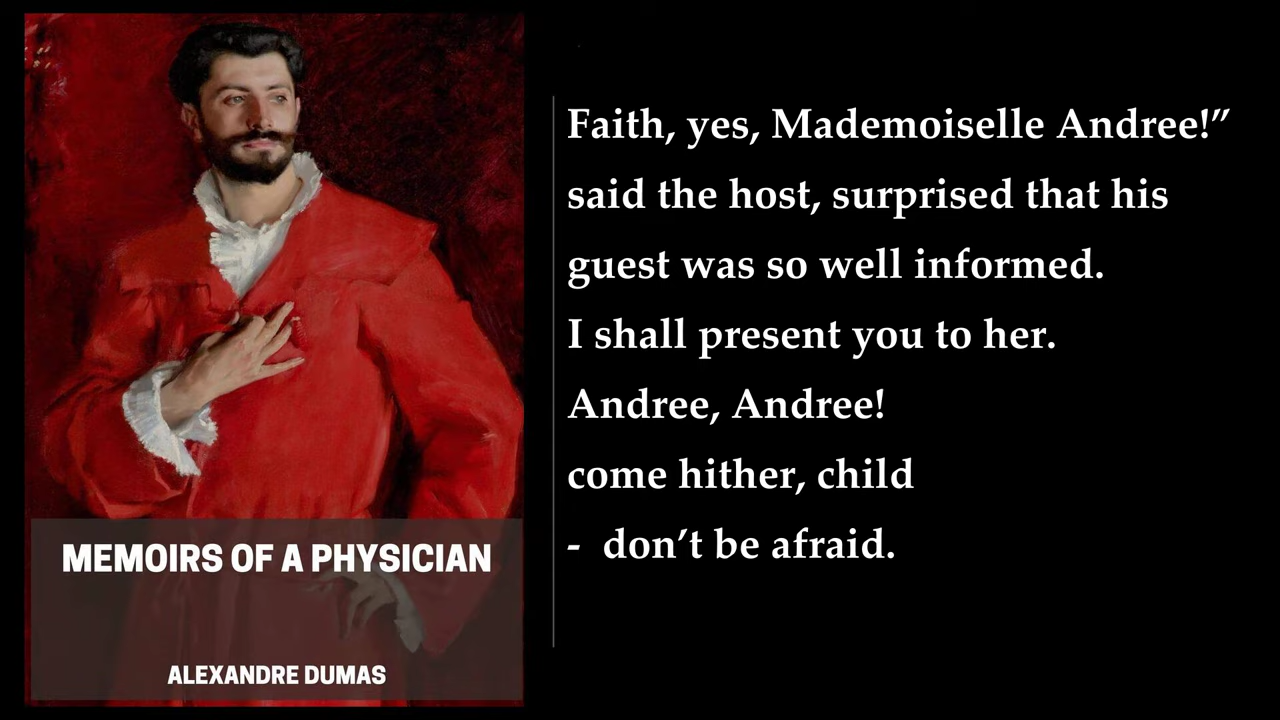 MEMOIRS OF A PHYSICIAN
ALEXANDRE DUMAS
Faith, yes, Mademoiselle Andree!”
said the host, surprised that his
guest was so well informed.
I shall present you to her.
Andree, Andree!
come hither, child
- don’t be afraid.